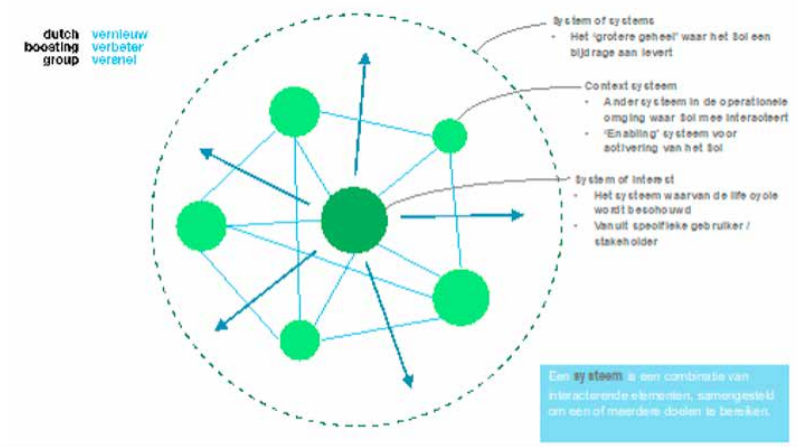 dutch vernieuw
boosting verbeter
group versnel
System of systems
• Het ‘grotere geheel’ waar het SoI een
bijdrage aan levert
Context systeem
• Ander systeem in de operationele
omging waar SoI mee interacteert
• ‘Enabling’ systeem voor
activering van het SoI
System of Interest
• Het systeem waarvan de life cycle
wordt beschouwd
• Vanuit specifieke gebruiker /
stakeholder
Een systeem is een combinatie van
interacterende elementen, samengesteld
om een of meerdere doelen te bereiken.